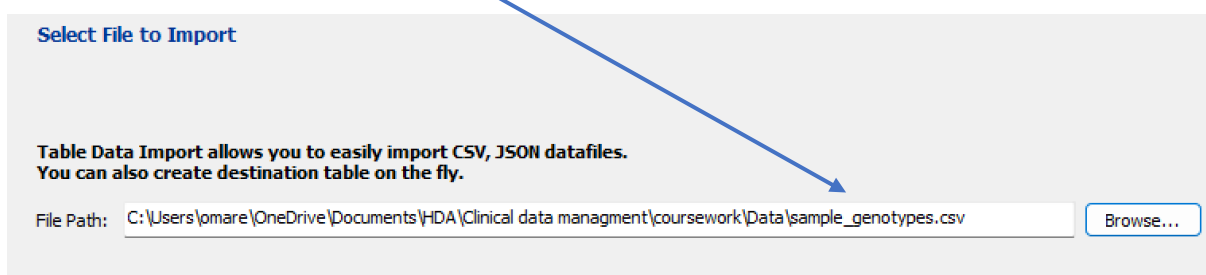 Select File to Import
Table Data Import allows you to easily import CSV, JSON datafiles.
You can also create destination table on the fly.
File Path: C:\Users\omare\OneDrive\Documents\HDA\Clinical data managment\coursework\Data\sample_genotypes.csv Browse...